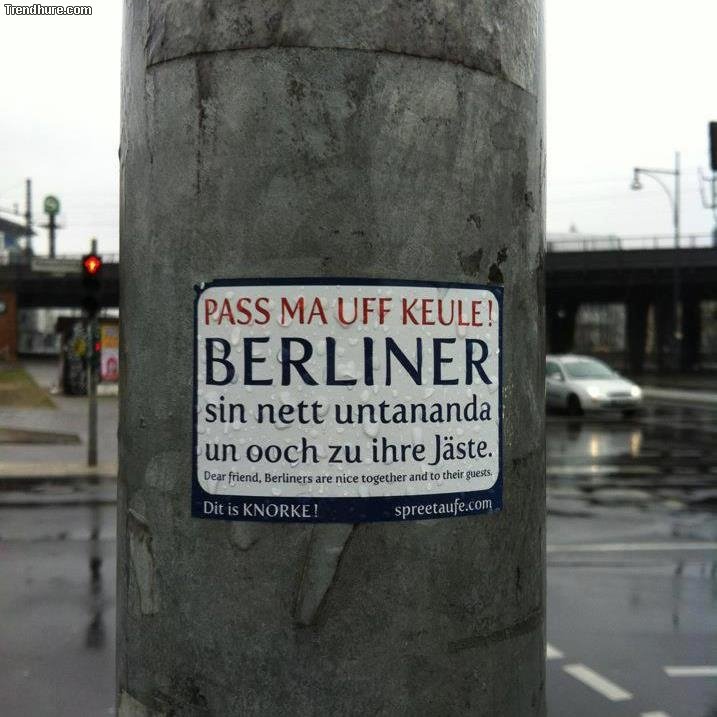 Trendhure.com
PASS MA UFF KEULE!
BERLINER
sin nett untananda
un ooch zu ihre Jäste.
Dear friend, Berliners are nice together and to their guests.
Dit is KNORKE! spreetaufe.com